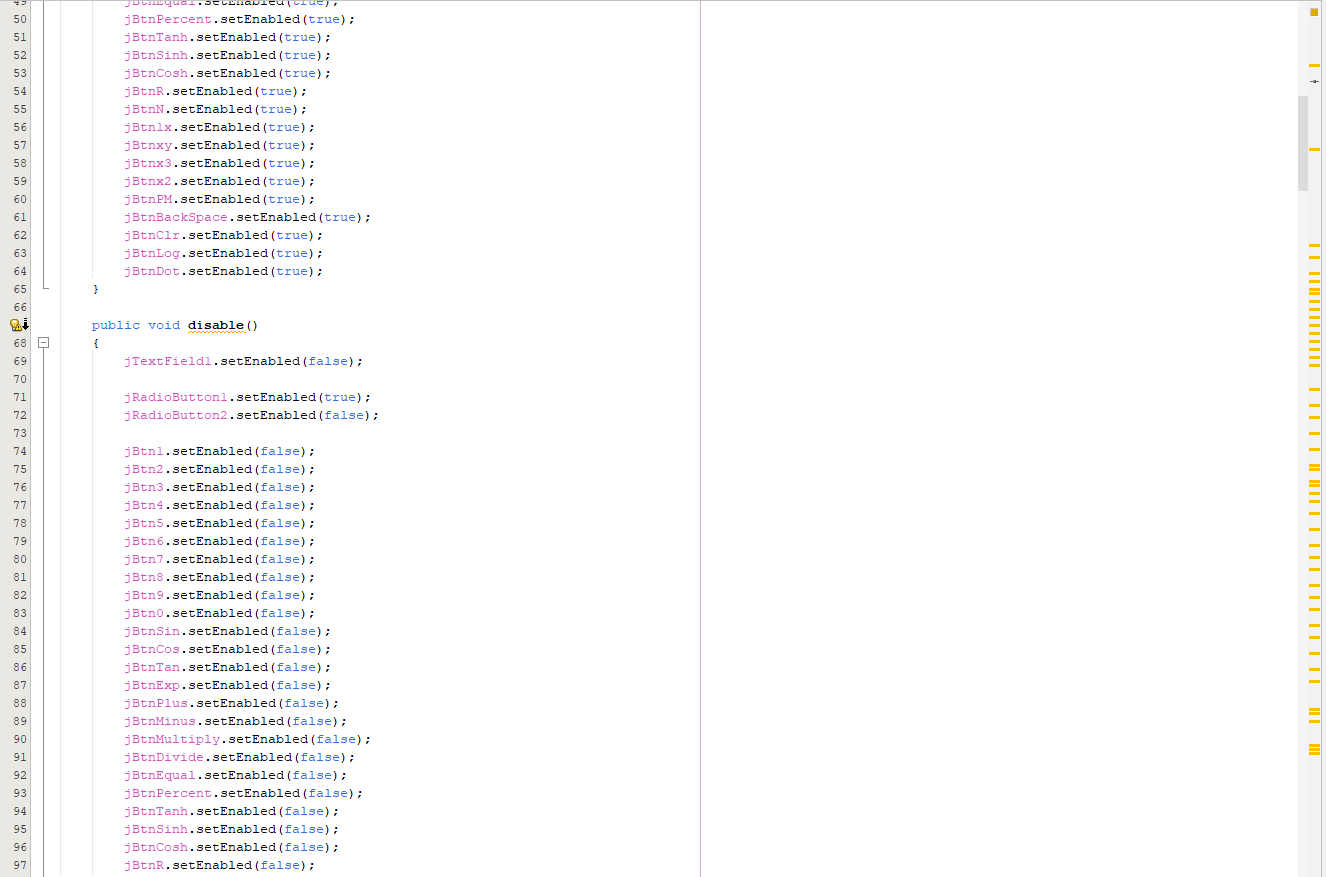 49 jBtnEqual.setEnabled(true);
50 jBtnPercent.setEnabled(true);
51 jBtnTanh.setEnabled(true);
52 jBtnSinh.setEnabled(true);
53 jBtnCosh.setEnabled(true);
54 jBtnR.setEnabled(true);
55 jBtnN.setEnabled(true);
56 jBtn1x.setEnabled(true);
57 jBtnxy.setEnabled(true);
58 jBtnx3.setEnabled(true);
59 jBtnx2.setEnabled(true);
60 jBtnPM.setEnabled(true);
61 jBtnBackSpace.setEnabled(true);
62 jBtnClr.setEnabled(true);
63 jBtnLog.setEnabled(true);
64 jBtnDot.setEnabled(true);
65 }
66
public void disable()
68 {
69 jTextField1.setEnabled(false);
70
71 jRadioButton1.setEnabled(true);
72 jRadioButton2.setEnabled(false);
73
74 jBtn1.setEnabled(false);
75 jBtn2.setEnabled(false);
76 jBtn3.setEnabled(false);
77 jBtn4.setEnabled(false);
78 jBtn5.setEnabled(false);
79 jBtn6.setEnabled(false);
80 jBtn7.setEnabled(false);
81 jBtn8.setEnabled(false);
82 jBtn9.setEnabled(false);
83 jBtn0.setEnabled(false);
84 jBtnSin.setEnabled(false);
85 jBtnCos.setEnabled(false);
86 jBtnTan.setEnabled(false);
87 jBtnExp.setEnabled(false);
88 jBtnPlus.setEnabled(false);
89 jBtnMinus.setEnabled(false);
90 jBtnMultiply.setEnabled(false);
91 jBtnDivide.setEnabled(false);
92 jBtnEqual.setEnabled(false);
93 jBtnPercent.setEnabled(false);
94 jBtnTanh.setEnabled(false);
95 jBtnSinh.setEnabled(false);
96 jBtnCosh.setEnabled(false);
97 jBtnR.setEnabled(false);